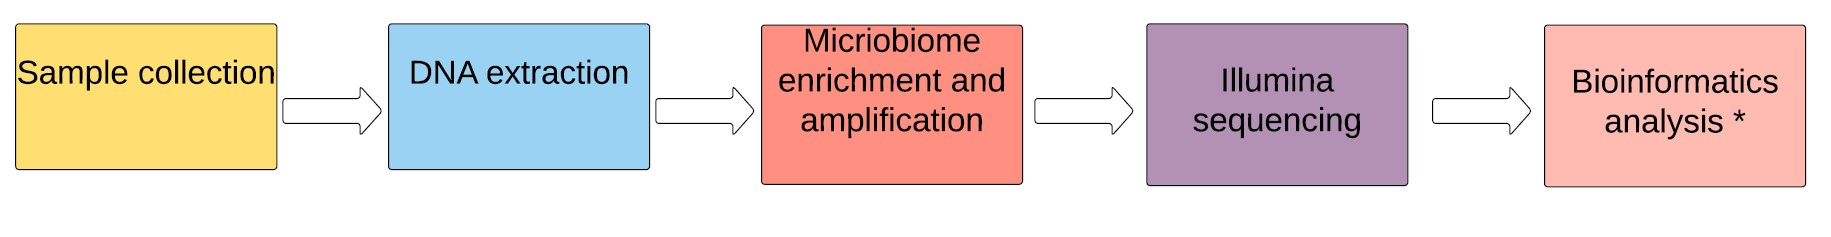 Sample collection
DNA extraction
Micriobiome
enrichment and
amplification
Illumina
sequencing
Bioinformatics
analysis *